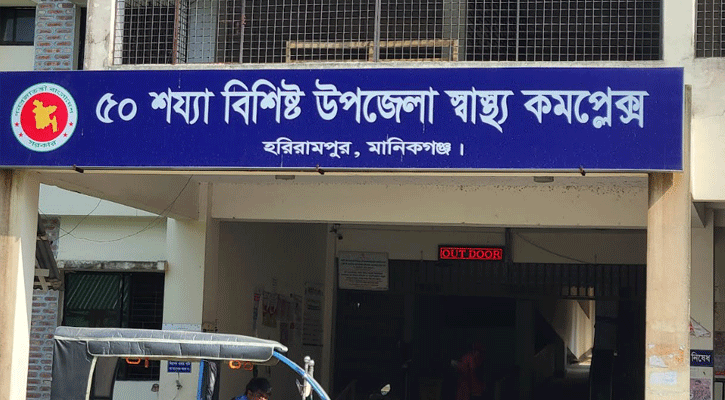 ৫০ শয্যা বিশিষ্ট উপজেলা স্বাস্থ্য কমপ্লেক্স
হরিরামপুর, মানিকগঞ্জ।
OUT DOOR
নিষেধ